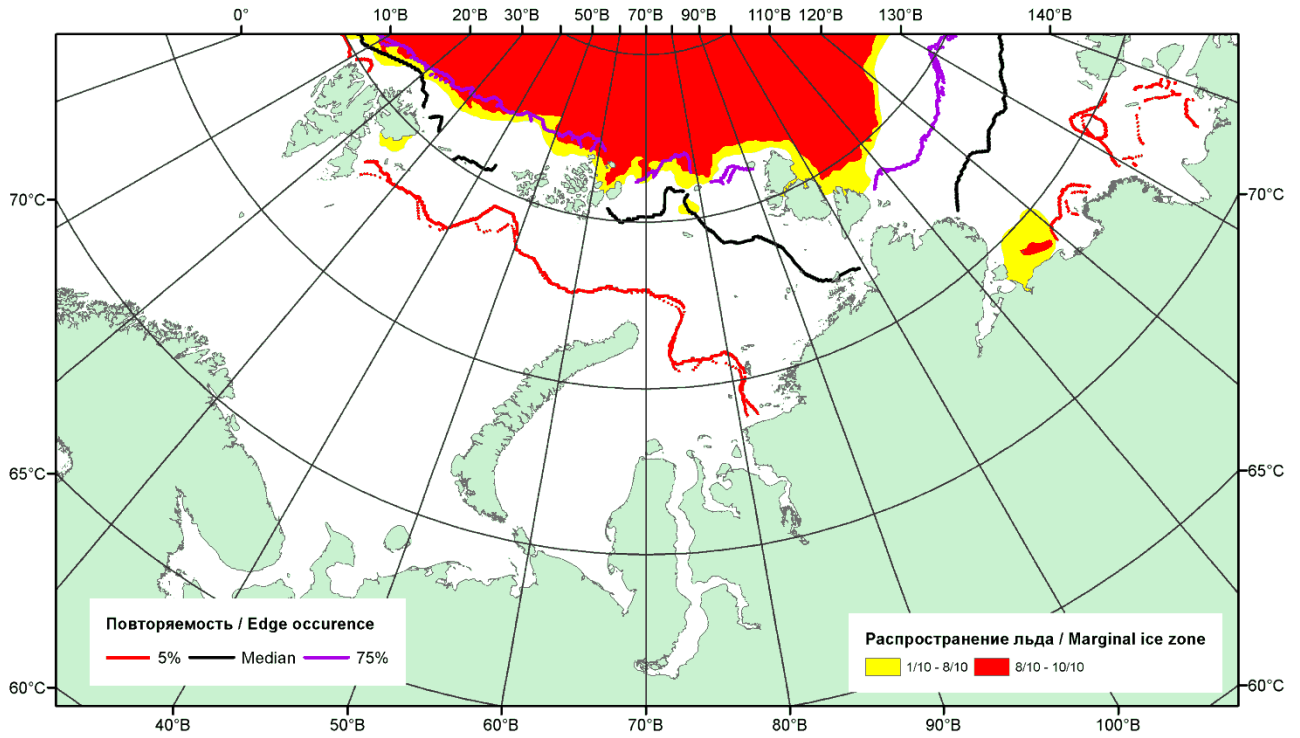 0° 10°В 20°В 30°В 50°В 70°В 90°В 110°В 120°В 130°В 140°В
70°С 70°С
65°С 65°С
Повторяемость / Edge occurence
5% Median 75%
Распространение льда / Marginal ice zone
1/10 - 8/10 8/10 - 10/10
60°С 60°С
40°В 50°В 60°В 70°В 80°В 90°В 100°В